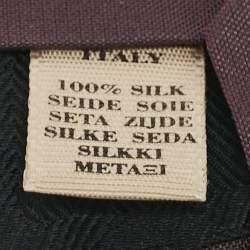 ITALY
100% SILK
SEIDE SOIE
SETA ZIJDE
SILKE SEDA
SILKKI
ΜΕΤΑΞΙ